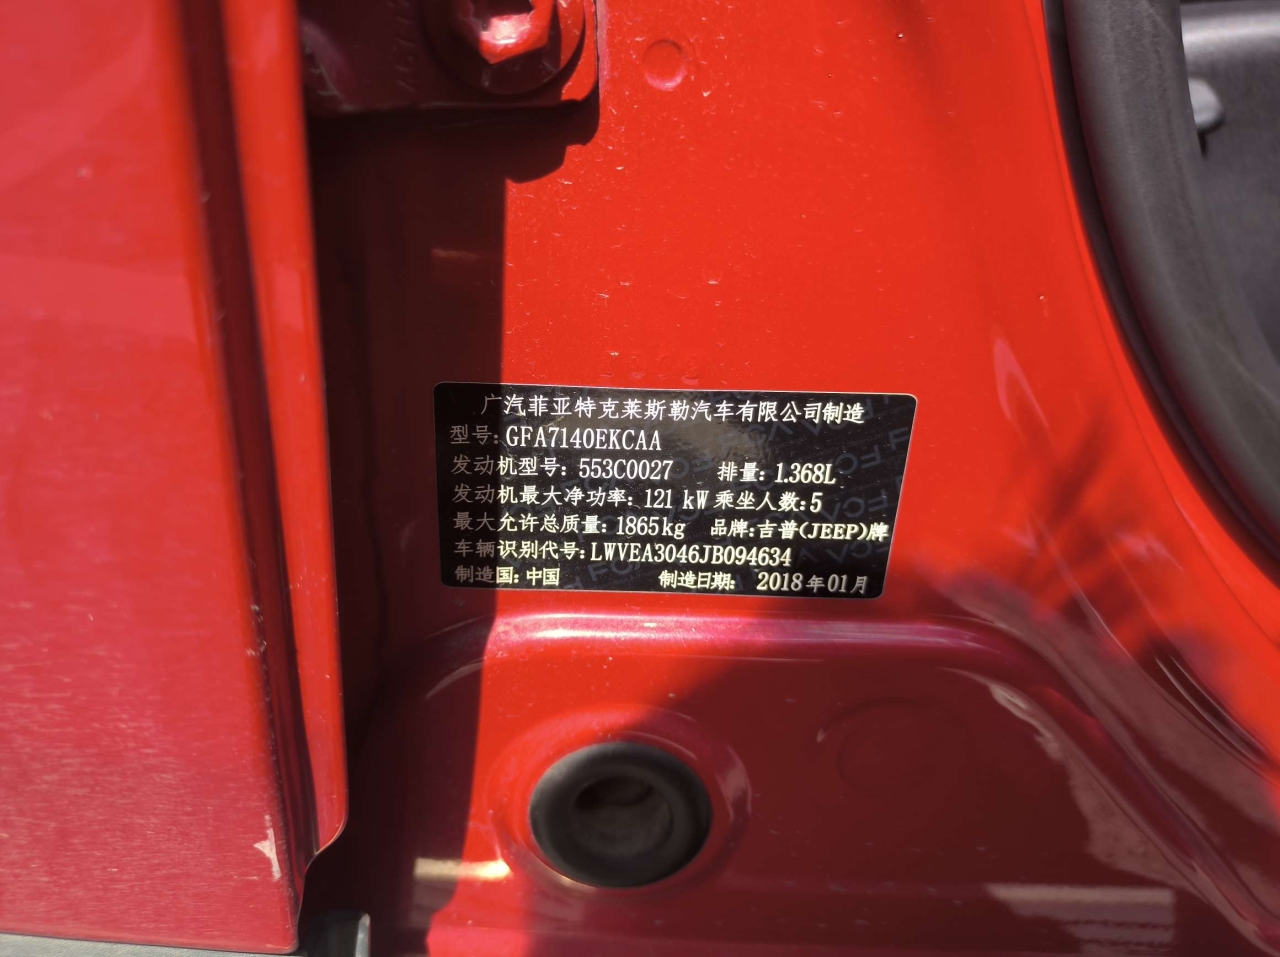 广汽菲亚特克莱斯勒汽车有限公司制造
型号:GFA7140EKCAA
发动机型号: 553C0027 排量: 1.368L
发动机最大净功率: 121 kW 乘坐人数:5
最大允许总质量: 1865kg 品牌:吉普(JEEP)牌
车辆识别代号:LWVEA3046JB094634
制造国:中国 制造日期: 2018年01月